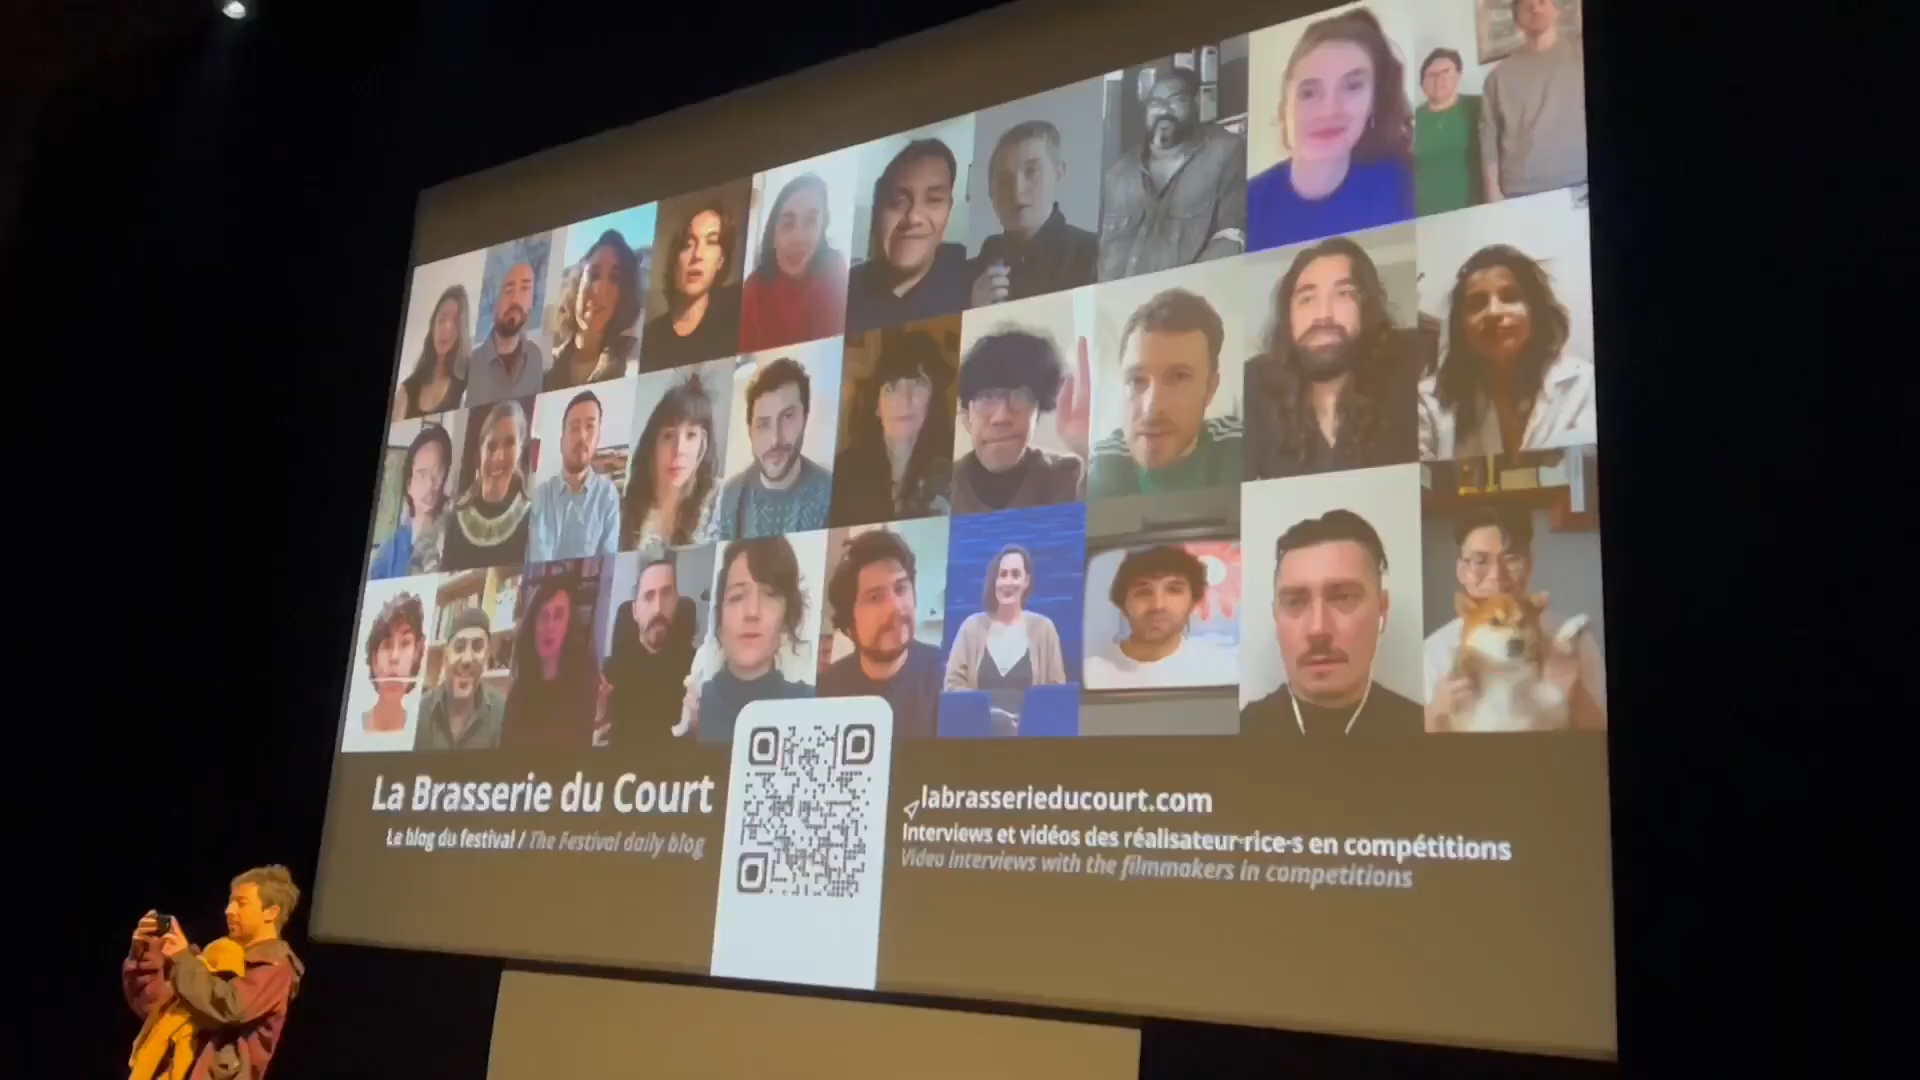 La Brasserie du Court
Le blog du festival / The Festival daily blog
labrasserieducourt.com
Interviews et vidéos des réalisateur·rice·s en compétitions
Video interviews with the filmmakers in competitions